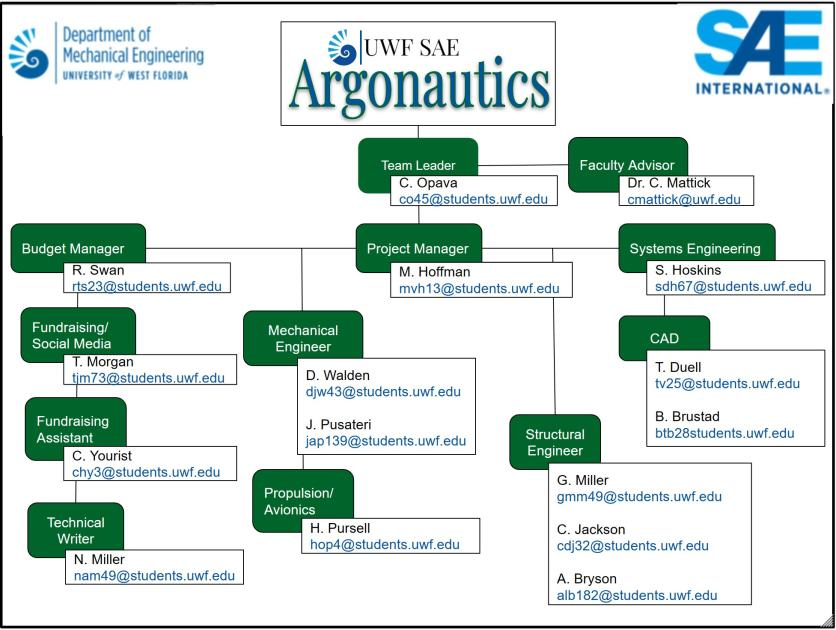 Department of
Mechanical Engineering
UNIVERSITY of WEST FLORIDA
UWF SAE
Argonautics
SAE
INTERNATIONAL®
Team Leader
C. Opava
co45@students.uwf.edu
Faculty Advisor
Dr. C. Mattick
cmattick@uwf.edu
Budget Manager
R. Swan
rts23@students.uwf.edu
Project Manager
M. Hoffman
mvh13@students.uwf.edu
Systems Engineering
S. Hoskins
sdh67@students.uwf.edu
Fundraising/
Social Media
T. Morgan
tjm73@students.uwf.edu
Mechanical
Engineer
D. Walden
djw43@students.uwf.edu
J. Pusateri
jap139@students.uwf.edu
CAD
T. Duell
tv25@students.uwf.edu
B. Brustad
btb28students.uwf.edu
Fundraising
Assistant
C. Yourist
chy3@students.uwf.edu
Structural
Engineer
G. Miller
gmm49@students.uwf.edu
C. Jackson
cdj32@students.uwf.edu
A. Bryson
alb182@students.uwf.edu
Propulsion/
Avionics
H. Pursell
hop4@students.uwf.edu
Technical
Writer
N. Miller
nam49@students.uwf.edu